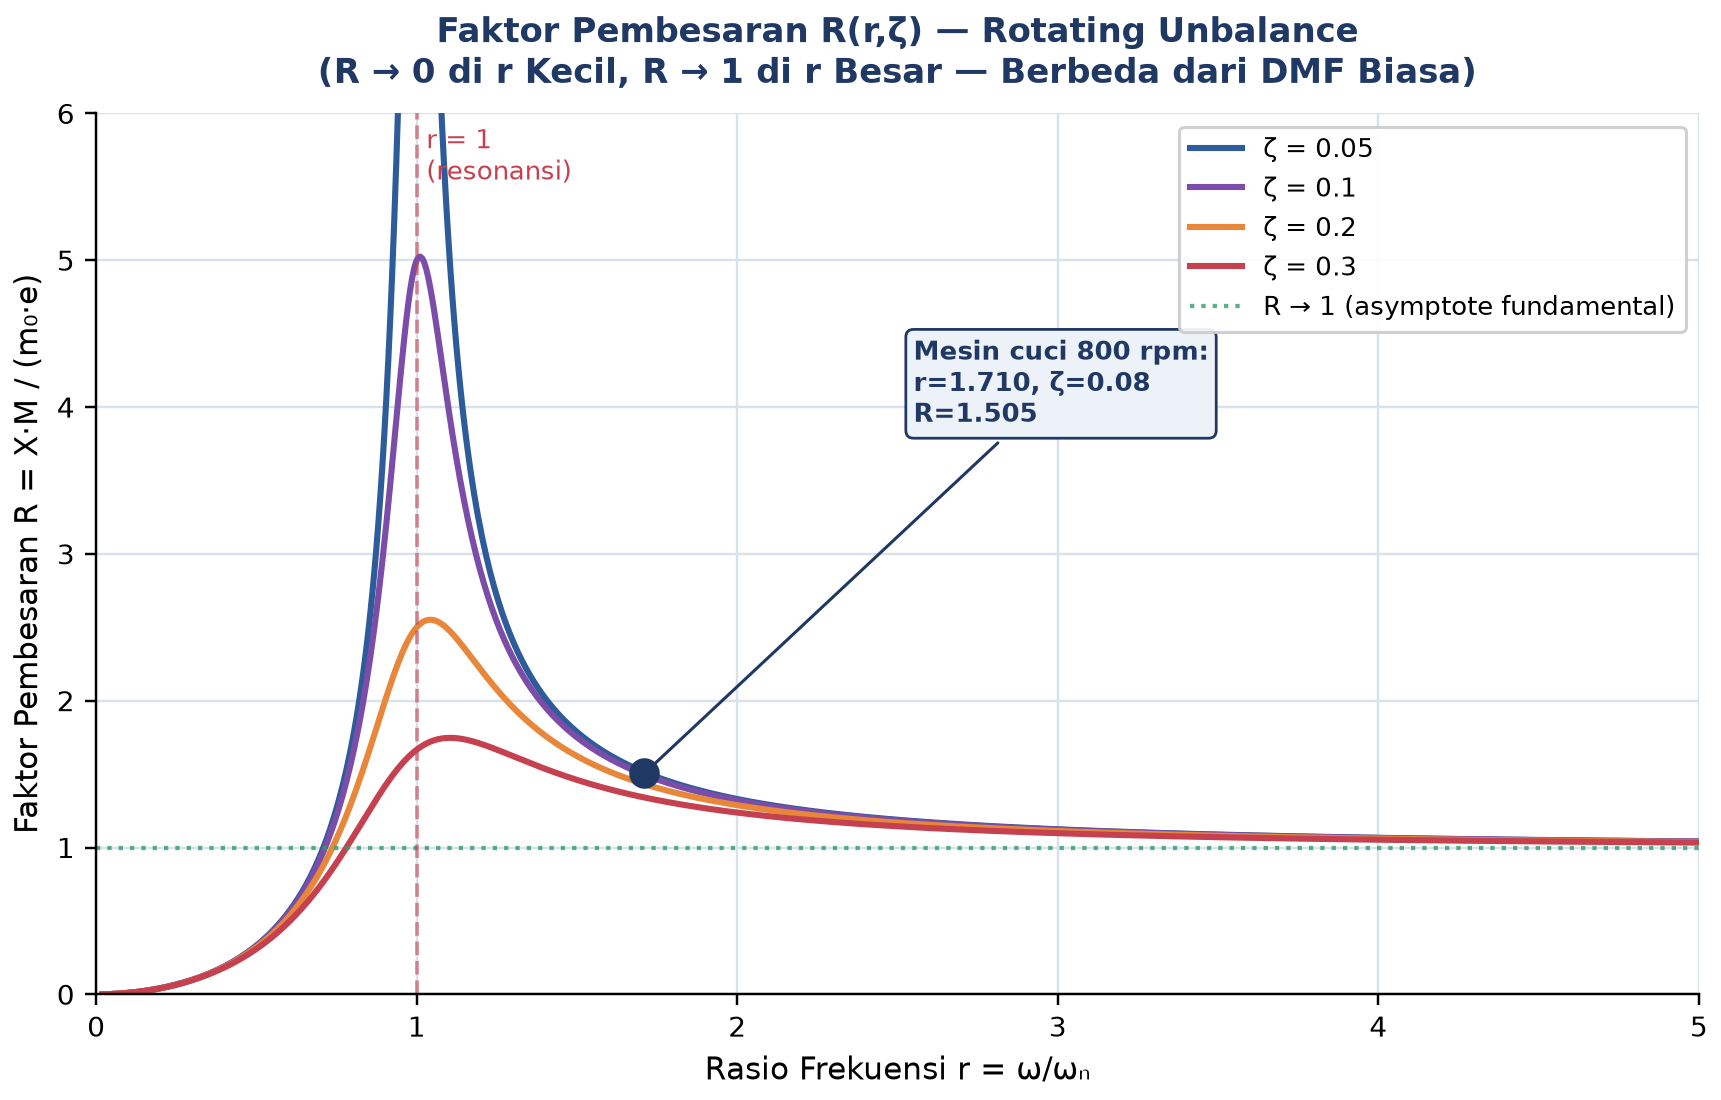 Faktor Pembesaran R(r,ζ) — Rotating Unbalance
(R → 0 di r Kecil, R → 1 di r Besar — Berbeda dari DMF Biasa)
Faktor Pembesaran R = X·M / (m₀·e)
6
5
4
3
2
1
0
r = 1
(resonansi)
ζ = 0.05
ζ = 0.1
ζ = 0.2
ζ = 0.3
R → 1 (asymptote fundamental)
Mesin cuci 800 rpm:
r=1.710, ζ=0.08
R=1.505
0 1 2 3 4 5
Rasio Frekuensi r = ω/ωₙ